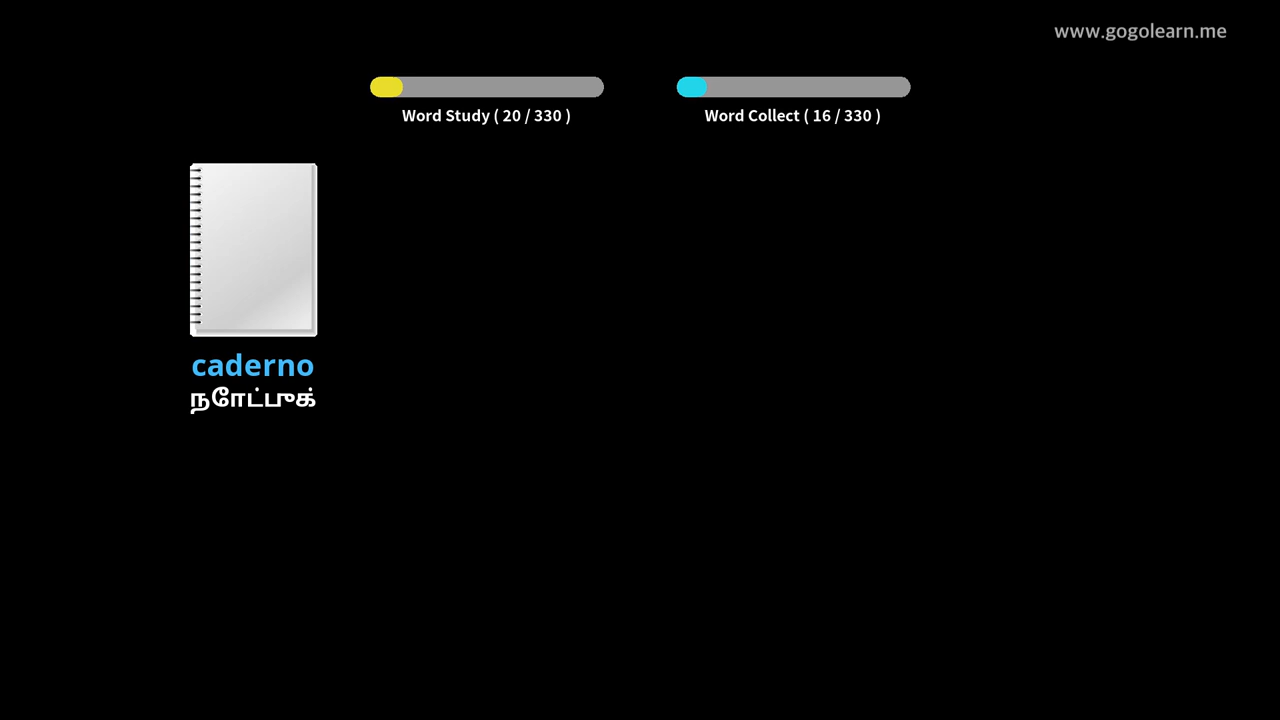 www.gogolearn.me
Word Study ( 20 / 330 )
Word Collect ( 16 / 330 )
caderno
நோட்புக்